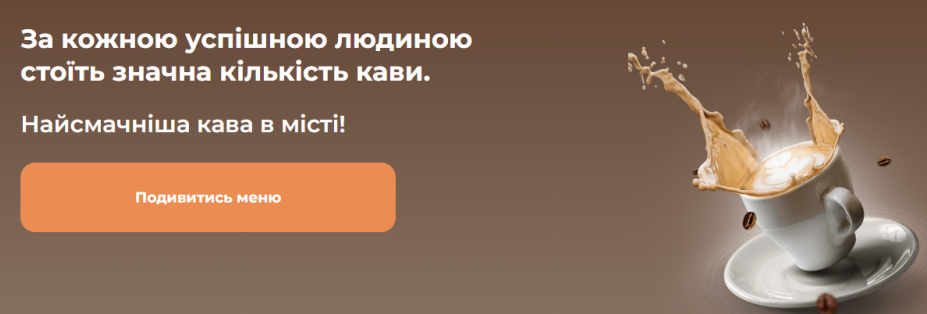 За кожною успішною людиною
стоїть значна кількість кави.
Найсмачніша кава в місті!
Подивитись меню